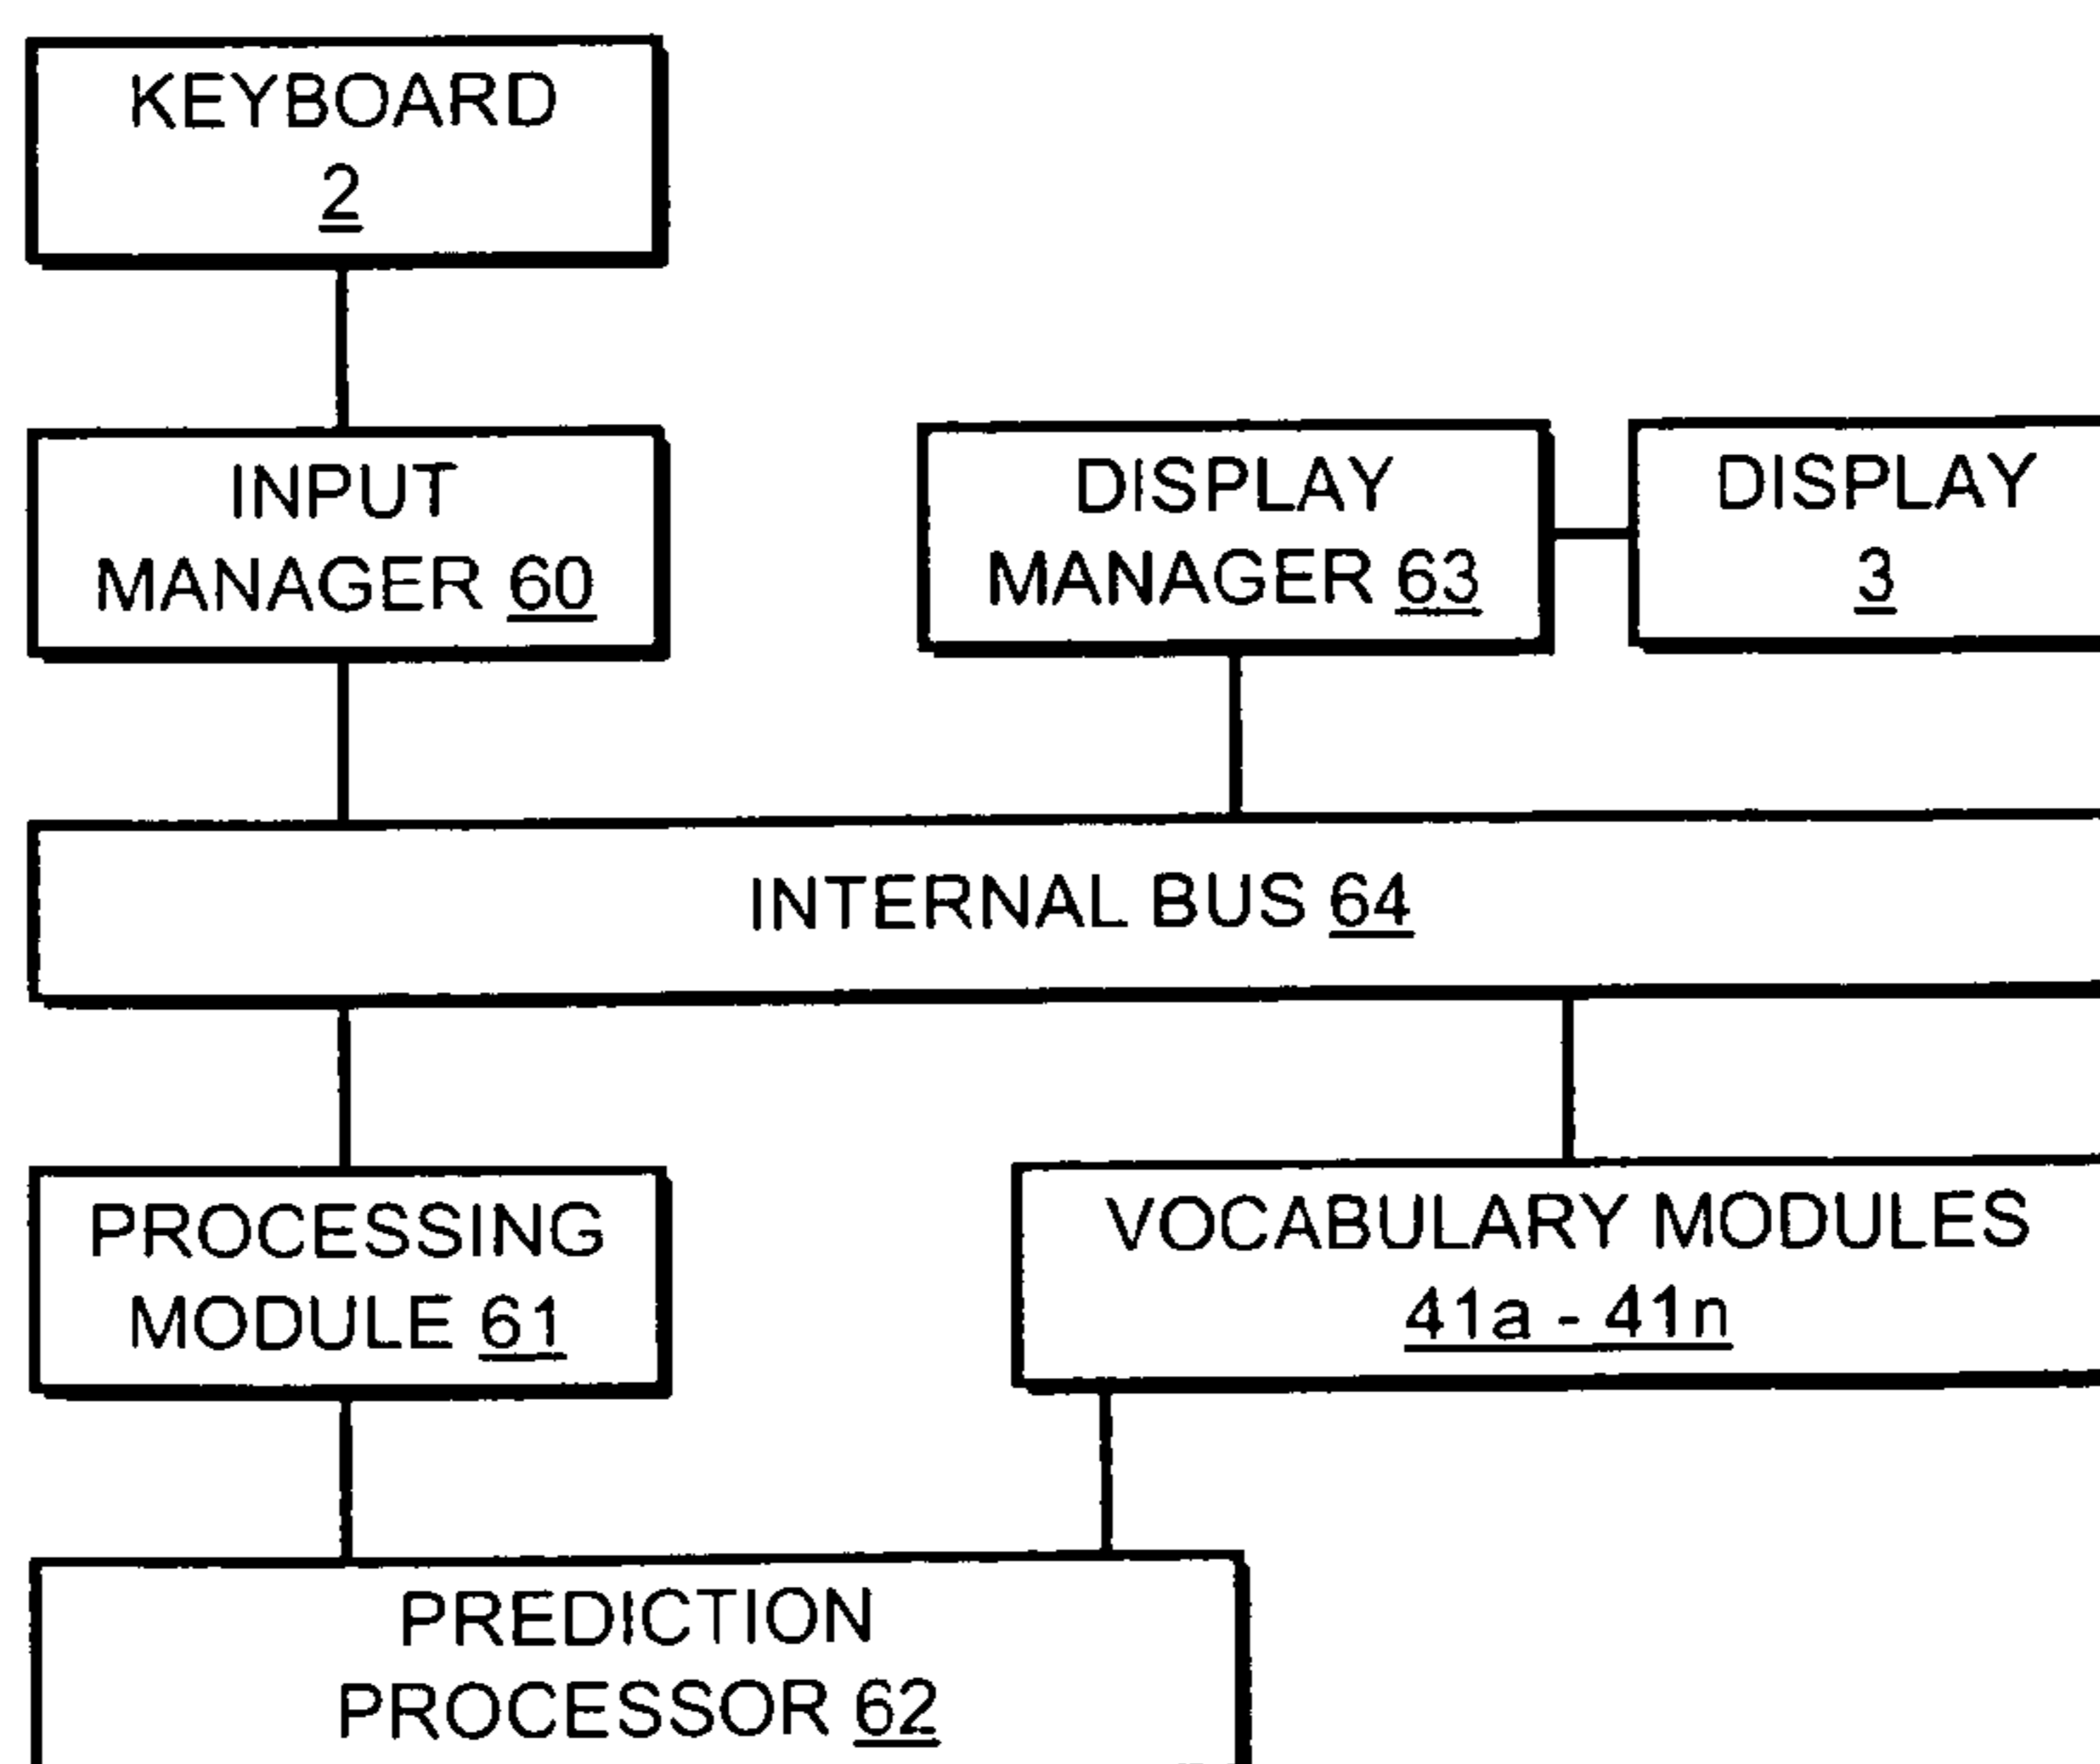 KEYBOARD
2
INPUT
MANAGER 60
DISPLAY
MANAGER 63
DISPLAY
3
INTERNAL BUS 64
PROCESSING
MODULE 61
VOCABULARY MODULES
41a - 41n
PREDICTION
PROCESSOR 62